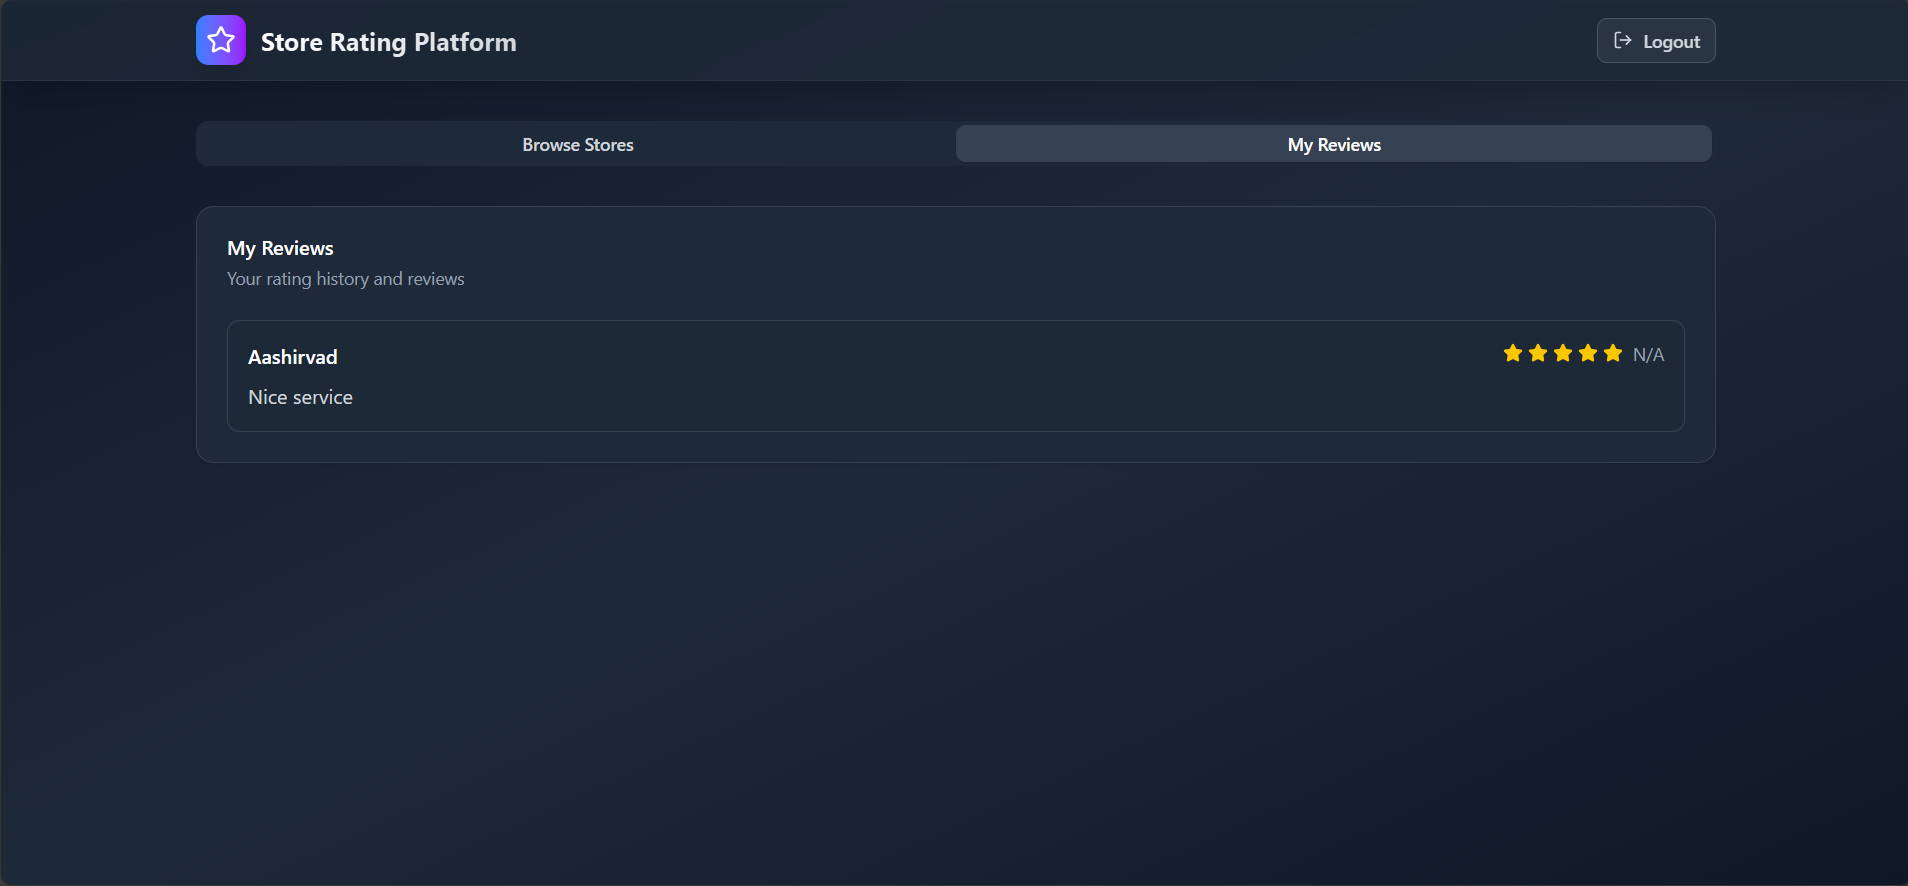 Store Rating Platform
Logout
Browse Stores
My Reviews
My Reviews
Your rating history and reviews
Aashirvad
N/A
Nice service